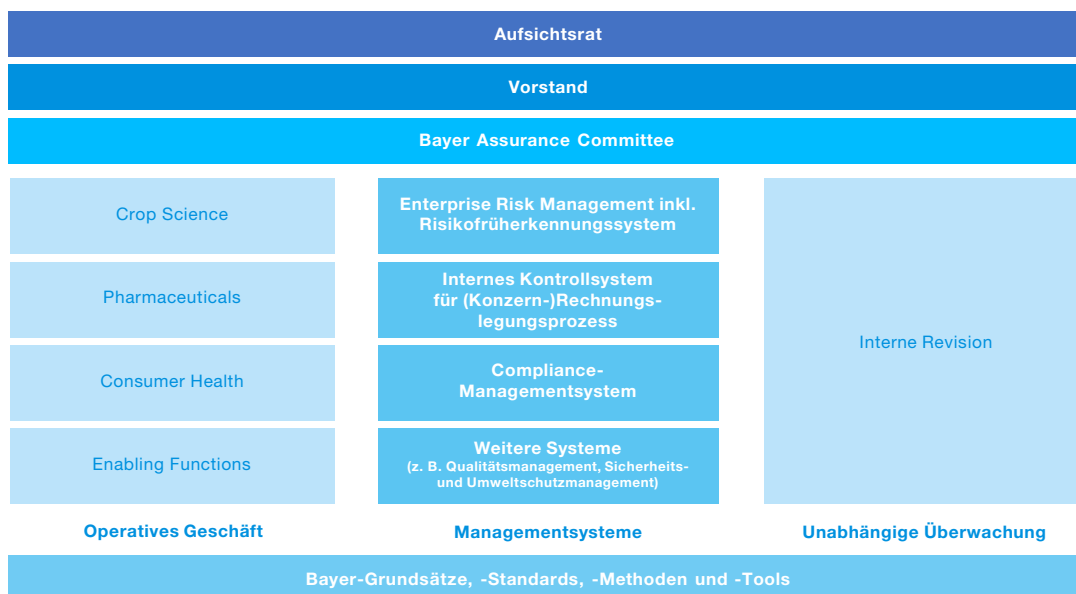 Aufsichtsrat
Vorstand
Bayer Assurance Committee
Crop Science
Pharmaceuticals
Consumer Health
Enabling Functions
Operatives Geschäft
Enterprise Risk Management inkl.
Risikofrüherkennungssystem
Internes Kontrollsystem
für (Konzern-)Rechnungs-
legungsprozess
Compliance-
Managementsystem
Weitere Systeme
(z. B. Qualitätsmanagement, Sicherheits-
und Umweltschutzmanagement)
Managementsysteme
Interne Revision
Unabhängige Überwachung
Bayer-Grundsätze, -Standards, -Methoden und -Tools